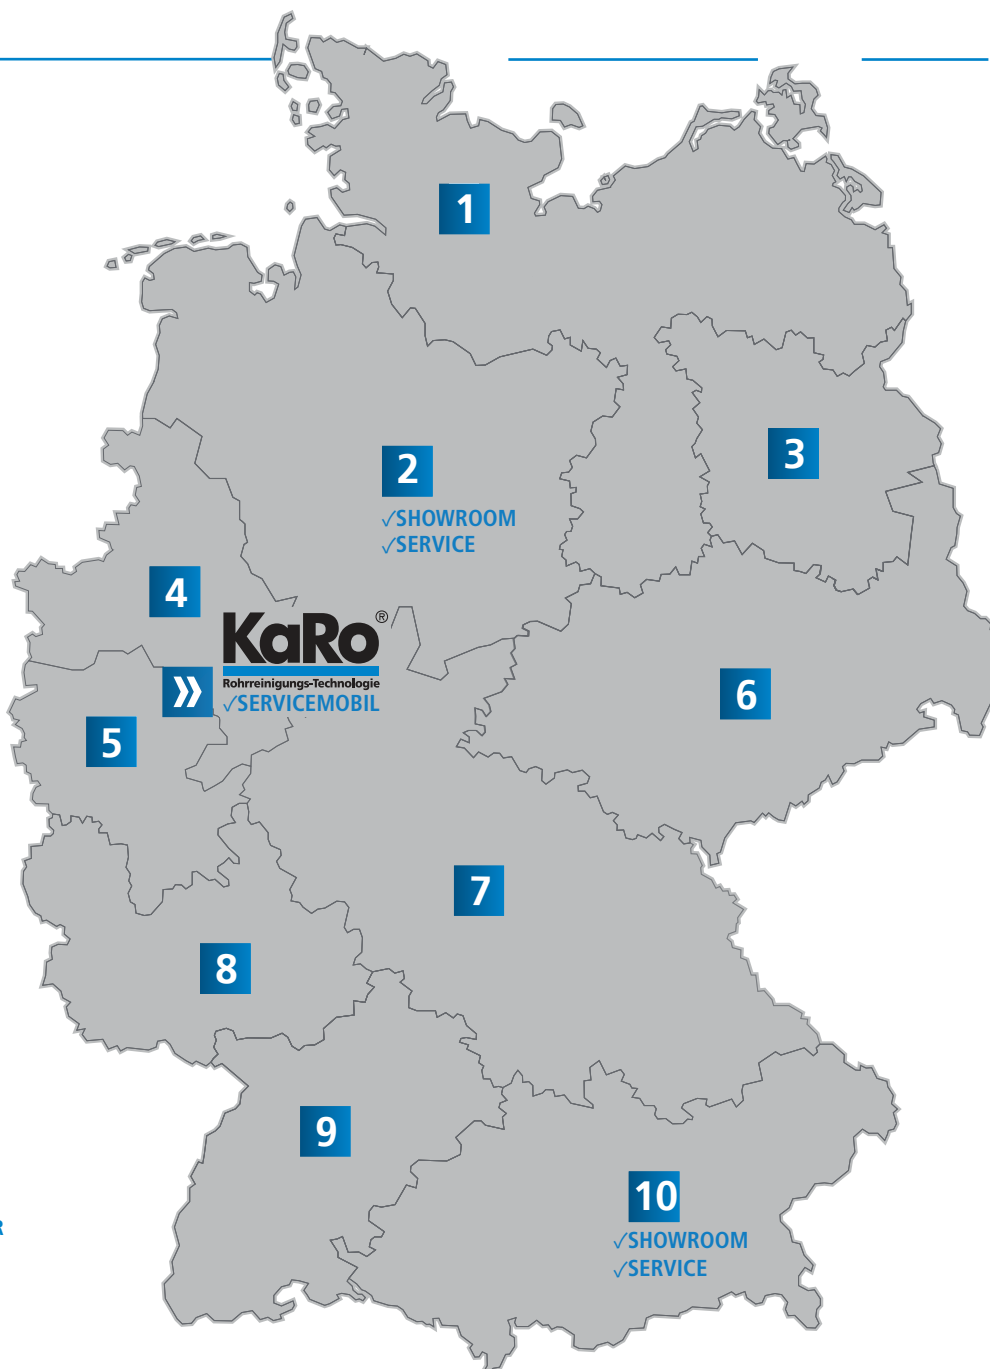 1
2
✓SHOWROOM
✓SERVICE
3
4
KaRo®
Rohrreinigungs-Technologie
✓SERVICEMOBIL
»
5
6
7
8
9
10
✓SHOWROOM
✓SERVICE
R